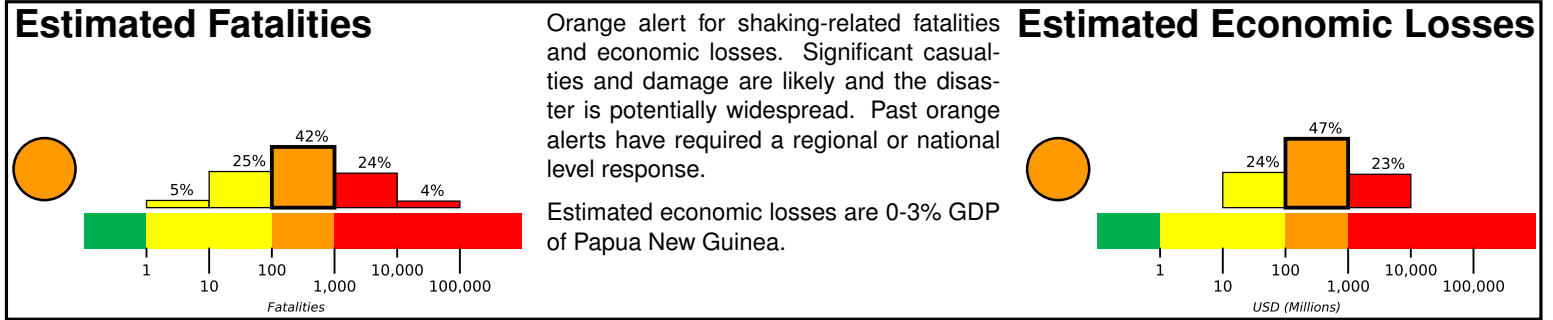 Estimated Fatalities
42%
25%
24%
5%
4%
1
100
10,000
10
1,000
100,000
Fatalities
Orange alert for shaking-related fatalities
and economic losses. Significant casual-
ties and damage are likely and the disas-
ter is potentially widespread. Past orange
alerts have required a regional or national
level response.
Estimated economic losses are 0-3% GDP
of Papua New Guinea.
Estimated Economic Losses
47%
24%
23%
1
100
10,000
10
1,000
100,000
USD (Millions)